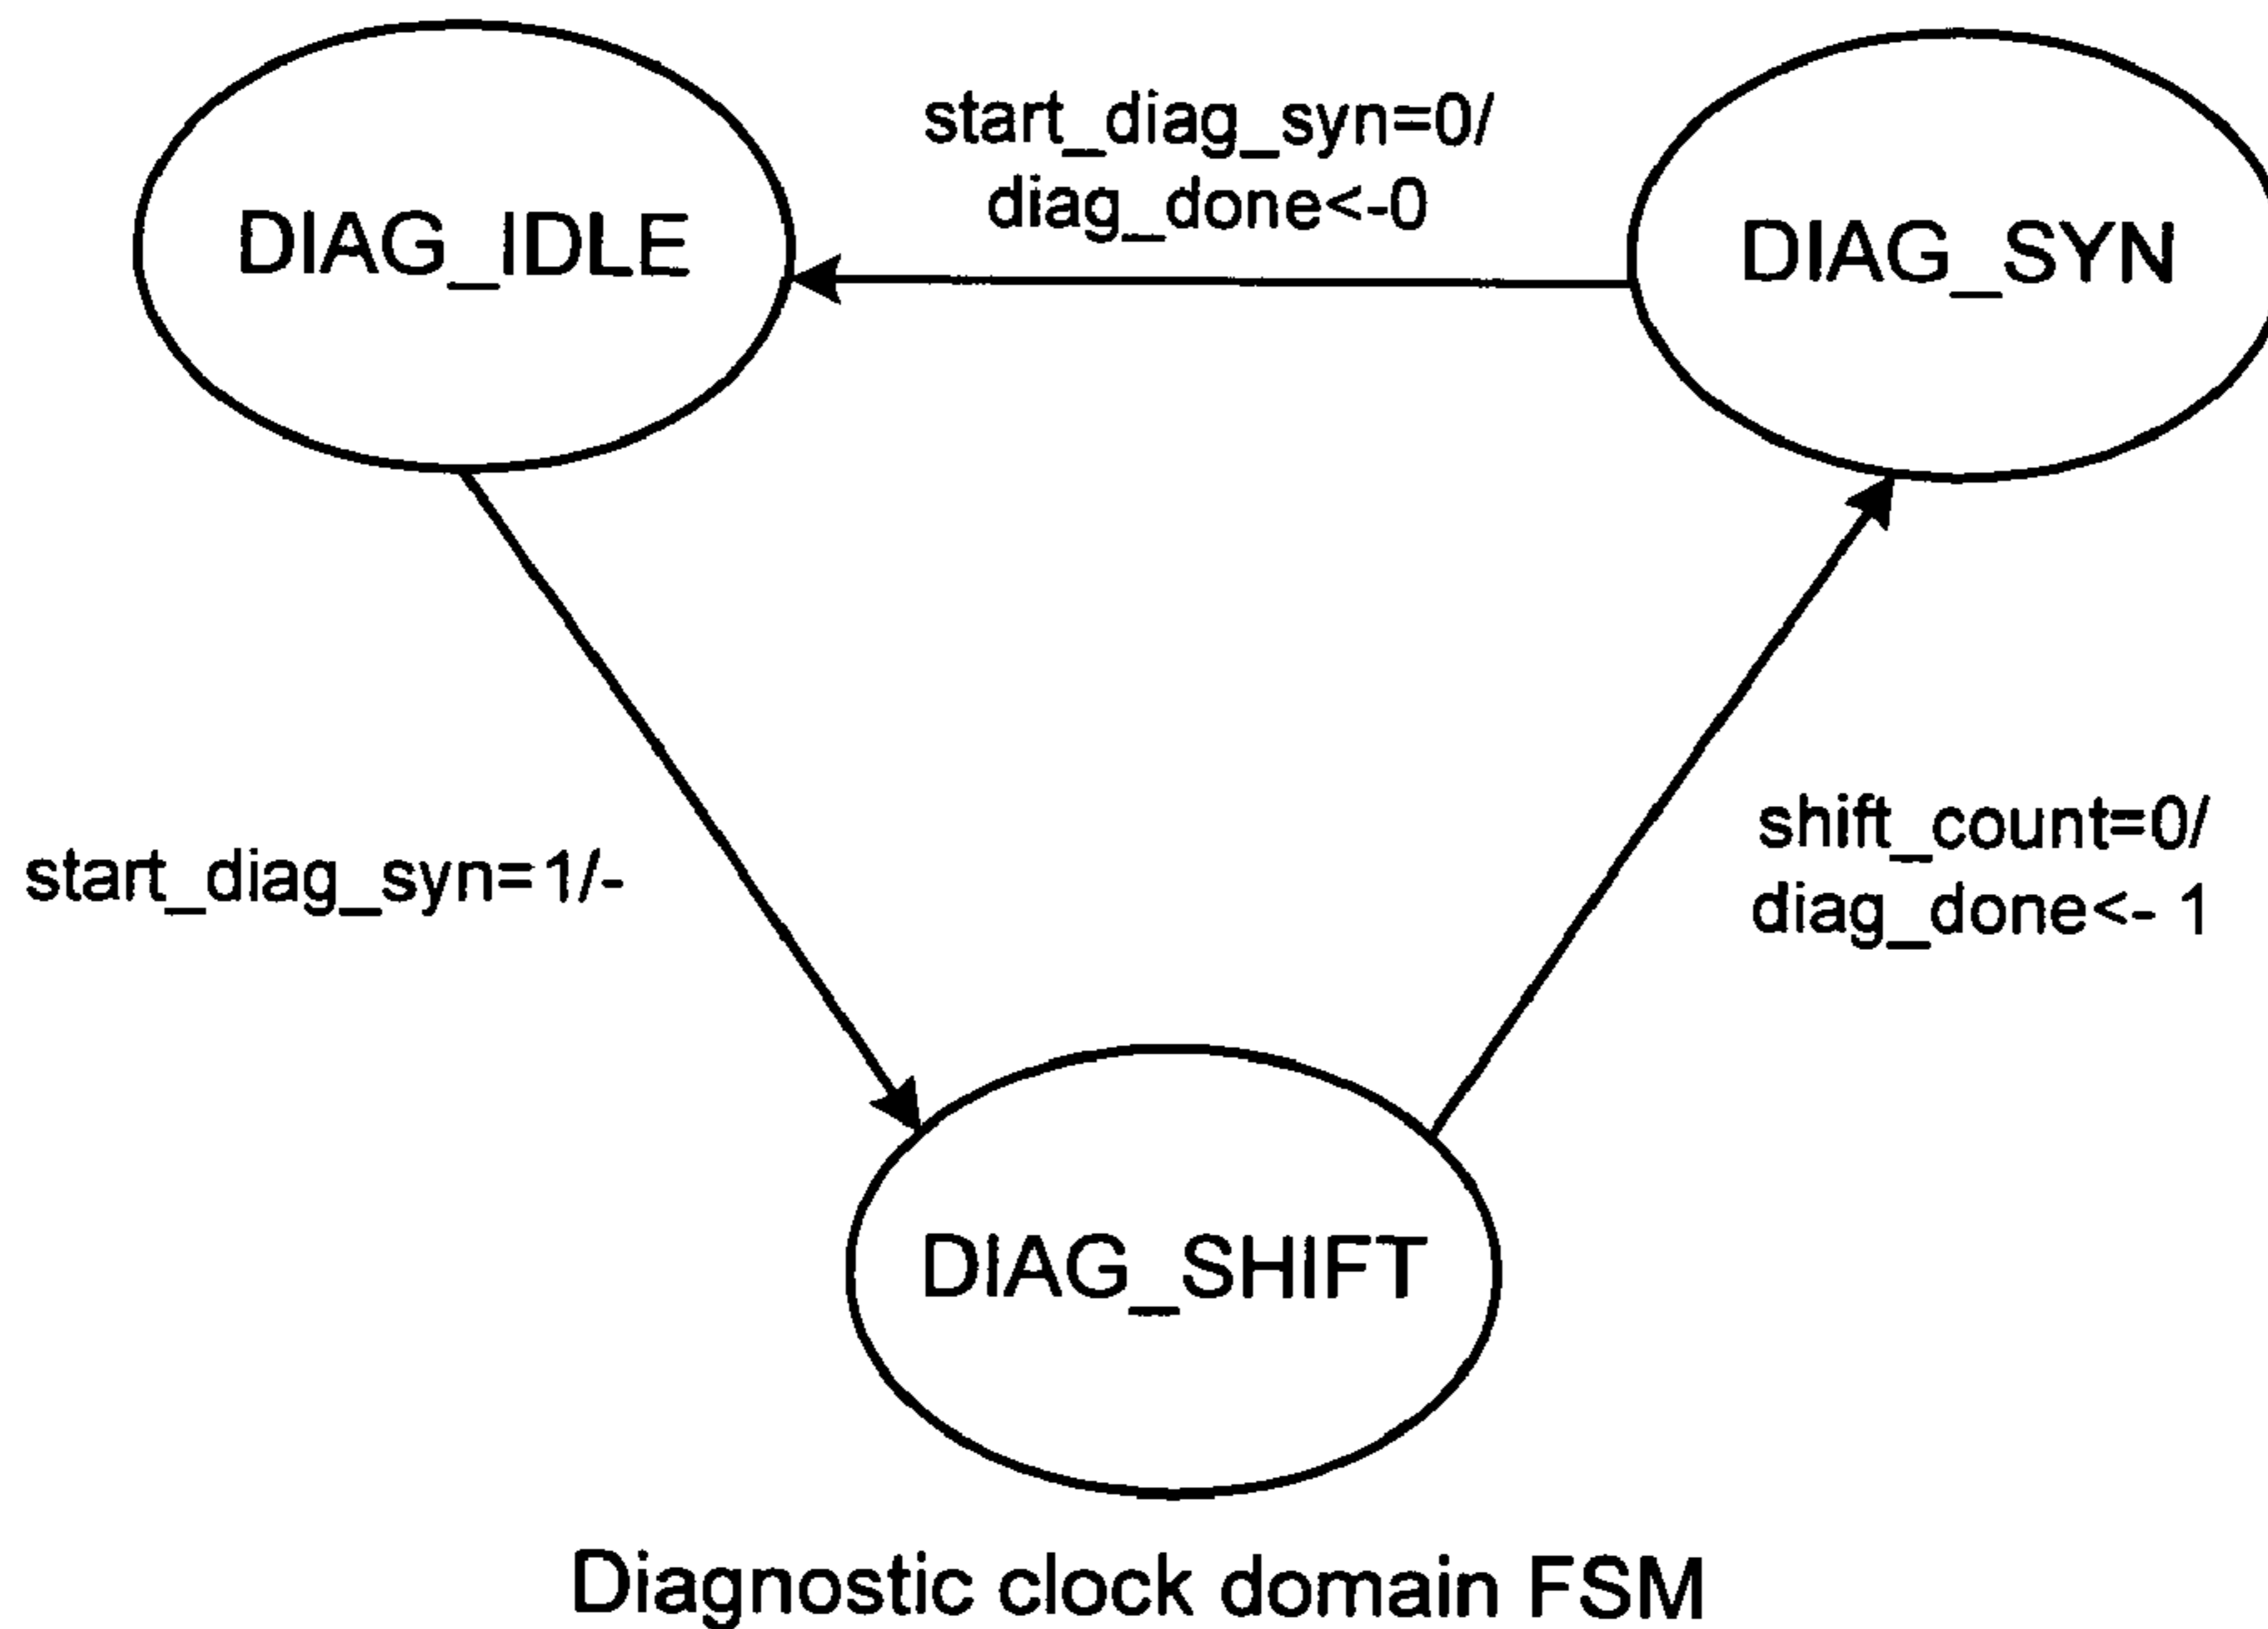 start_diag_syn=0/
diag_done<-0
DIAG_IDLE
DIAG_SYN
start_diag_syn=1/-
shift_count=0/
diag_done<- 1
DIAG_SHIFT
Diagnostic clock domain FSM